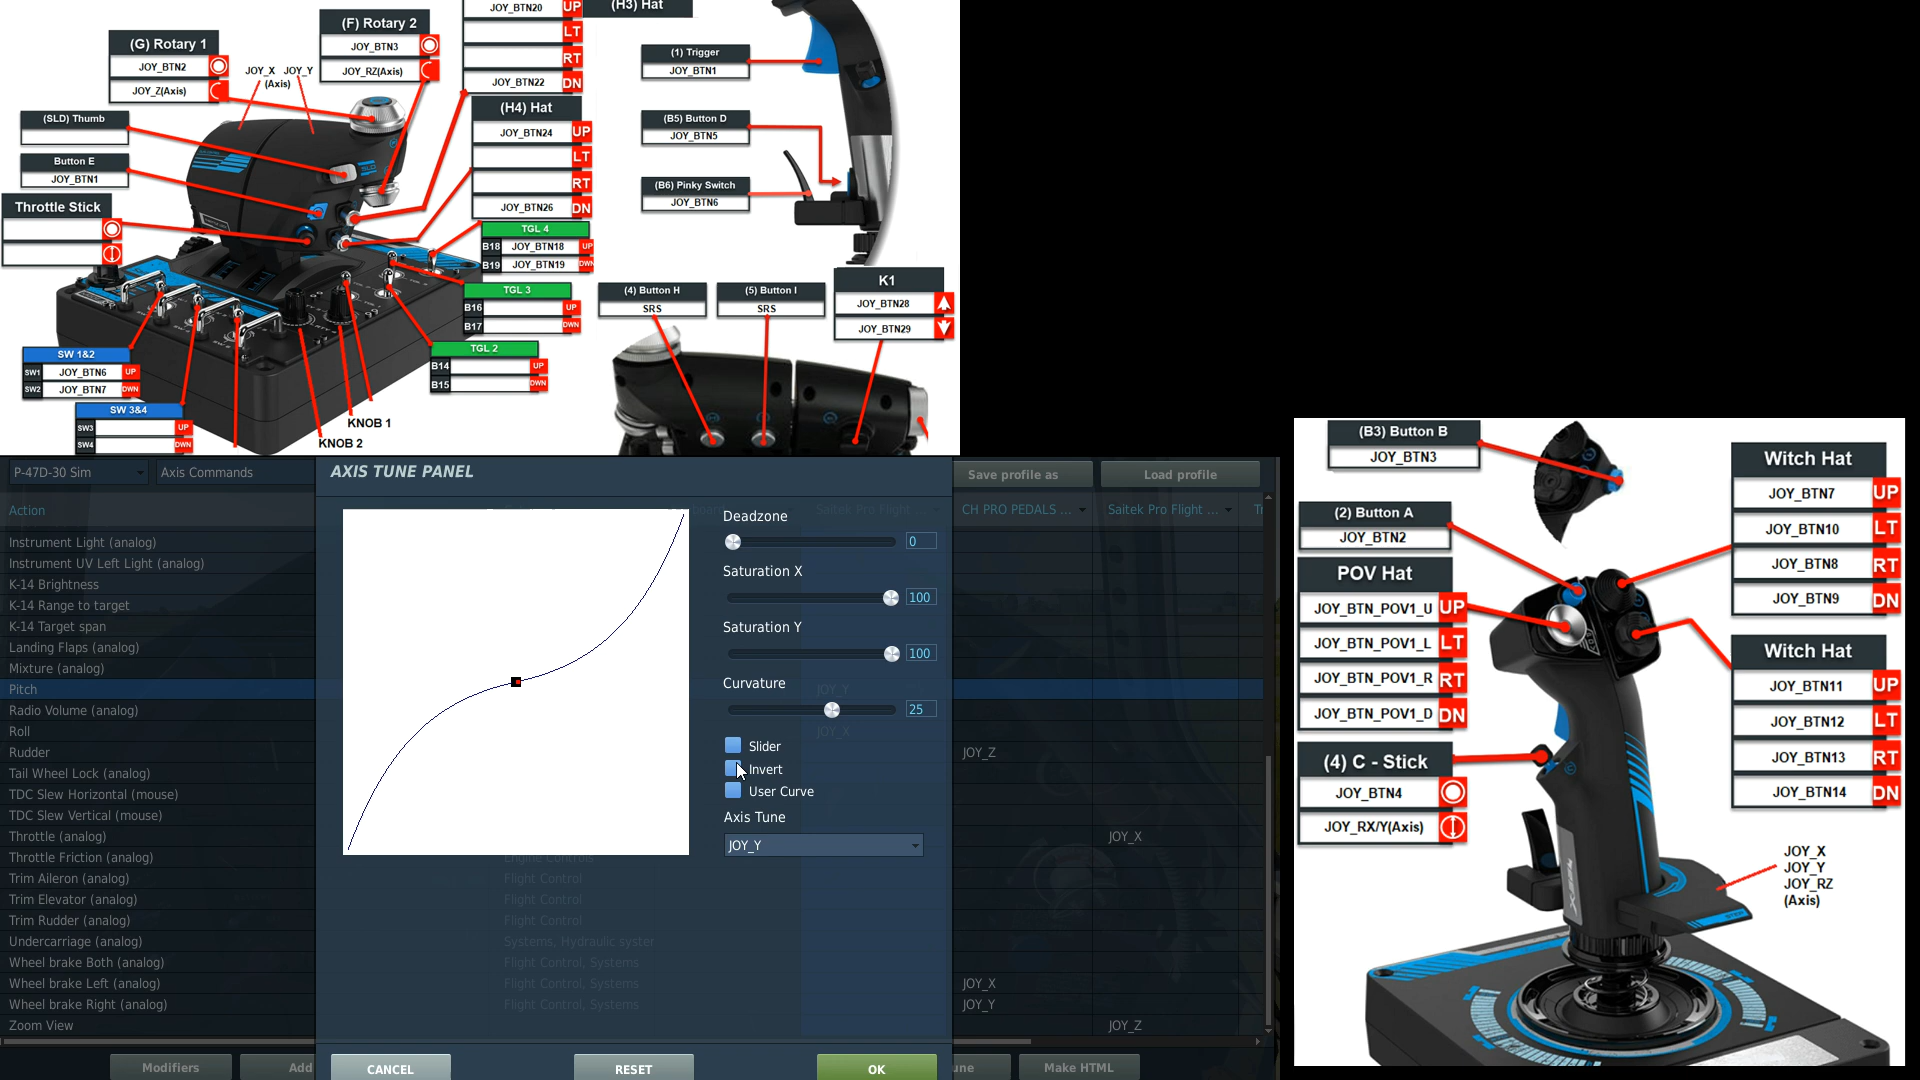 (G) Rotary 1
JOY_BTN2
JOY_Z(Axis)
JOY_X JOY_Y
(Axis)
(F) Rotary 2
JOY_BTN3
JOY_RZ(Axis)
(SLD) Thumb
Button E
JOY_BTN1
Throttle Stick
JOY_BTN20 UP
LT
RT
JOY_BTN22 DN
(H4) Hat
JOY_BTN24 UP
LT
RT
JOY_BTN26 DN
TGL 4
B18 JOY_BTN18 UP
B19 JOY_BTN19 DWN
TGL 3
B16 UP
B17 DWN
TGL 2
B14 UP
B15 DWN
SW 1&2
SW1 JOY_BTN6 UP
SW2 JOY_BTN7 DWN
SW 3&4
SW3 UP
SW4 DWN
KNOB 1
KNOB 2
(H3) Hat
(1) Trigger
JOY_BTN1
(B5) Button D
JOY_BTN5
(B6) Pinky Switch
JOY_BTN6
(4) Button H
SRS
(5) Button I
SRS
K1
JOY_BTN28
JOY_BTN29
P-47D-30 Sim
Axis Commands
Save profile as
Load profile
Action
Saitek Pro Flight ...
CH PRO PEDALS ...
Saitek Pro Flight ...
Instrument Light (analog)
Instrument UV Left Light (analog)
K-14 Brightness
K-14 Range to target
K-14 Target span
Landing Flaps (analog)
Mixture (analog)
Pitch JOY_Y
Radio Volume (analog)
Roll JOY_X
Rudder JOY_Z
Tail Wheel Lock (analog)
TDC Slew Horizontal (mouse)
TDC Slew Vertical (mouse)
Throttle (analog) JOY_X
Throttle Friction (analog) Engine Controls
Trim Aileron (analog) Flight Control
Trim Elevator (analog) Flight Control
Trim Rudder (analog) Flight Control
Undercarriage (analog) Systems, Hydraulic syster
Wheel brake Both (analog) Flight Control, Systems
Wheel brake Left (analog) Flight Control, Systems JOY_X
Wheel brake Right (analog) Flight Control, Systems JOY_Y
Zoom View JOY_Z
Modifiers
Add
Make HTML
AXIS TUNE PANEL
Deadzone
0
Saturation X
100
Saturation Y
100
Curvature
25
Slider
Invert
User Curve
Axis Tune
JOY_Y
CANCEL
RESET
OK
(B3) Button B
JOY_BTN3
(2) Button A
JOY_BTN2
POV Hat
JOY_BTN_POV1_U UP
JOY_BTN_POV1_L LT
JOY_BTN_POV1_R RT
JOY_BTN_POV1_D DN
(4) C - Stick
JOY_BTN4
JOY_RX/Y(Axis)
Witch Hat
JOY_BTN7 UP
JOY_BTN10 LT
JOY_BTN8 RT
JOY_BTN9 DN
Witch Hat
JOY_BTN11 UP
JOY_BTN12 LT
JOY_BTN13 RT
JOY_BTN14 DN
JOY_X
JOY_Y
JOY_RZ
(Axis)